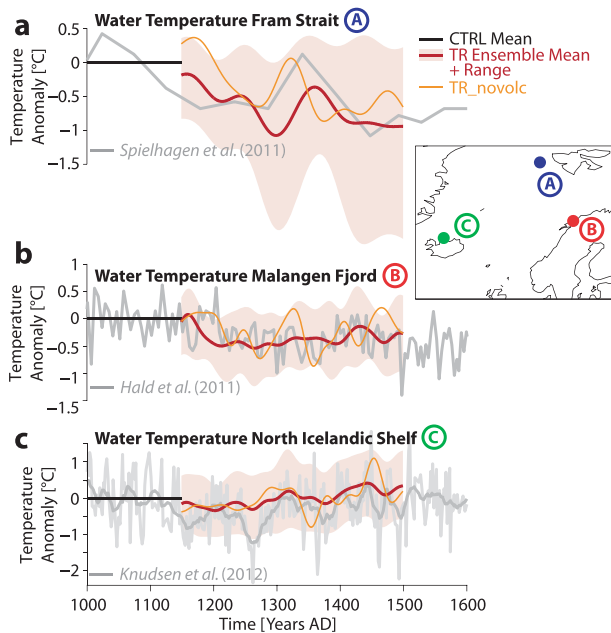 a
Water Temperature Fram Strait A
0.5
0
-0.5
-1
-1.5
Temperature
Anomaly [°C]
Spielhagen et al. (2011)
CTRL Mean
TR Ensemble Mean
+ Range
TR_novolc
A
B
C
b
Water Temperature Malangen Fjord B
1
0.5
0
-0.5
-1
-1.5
Temperature
Anomaly [°C]
Hald et al. (2011)
c
Water Temperature North Icelandic Shelf C
1
0
-1
-2
Temperature
Anomaly [°C]
Knudsen et al. (2012)
1000 1100 1200 1300 1400 1500 1600
Time [Years AD]